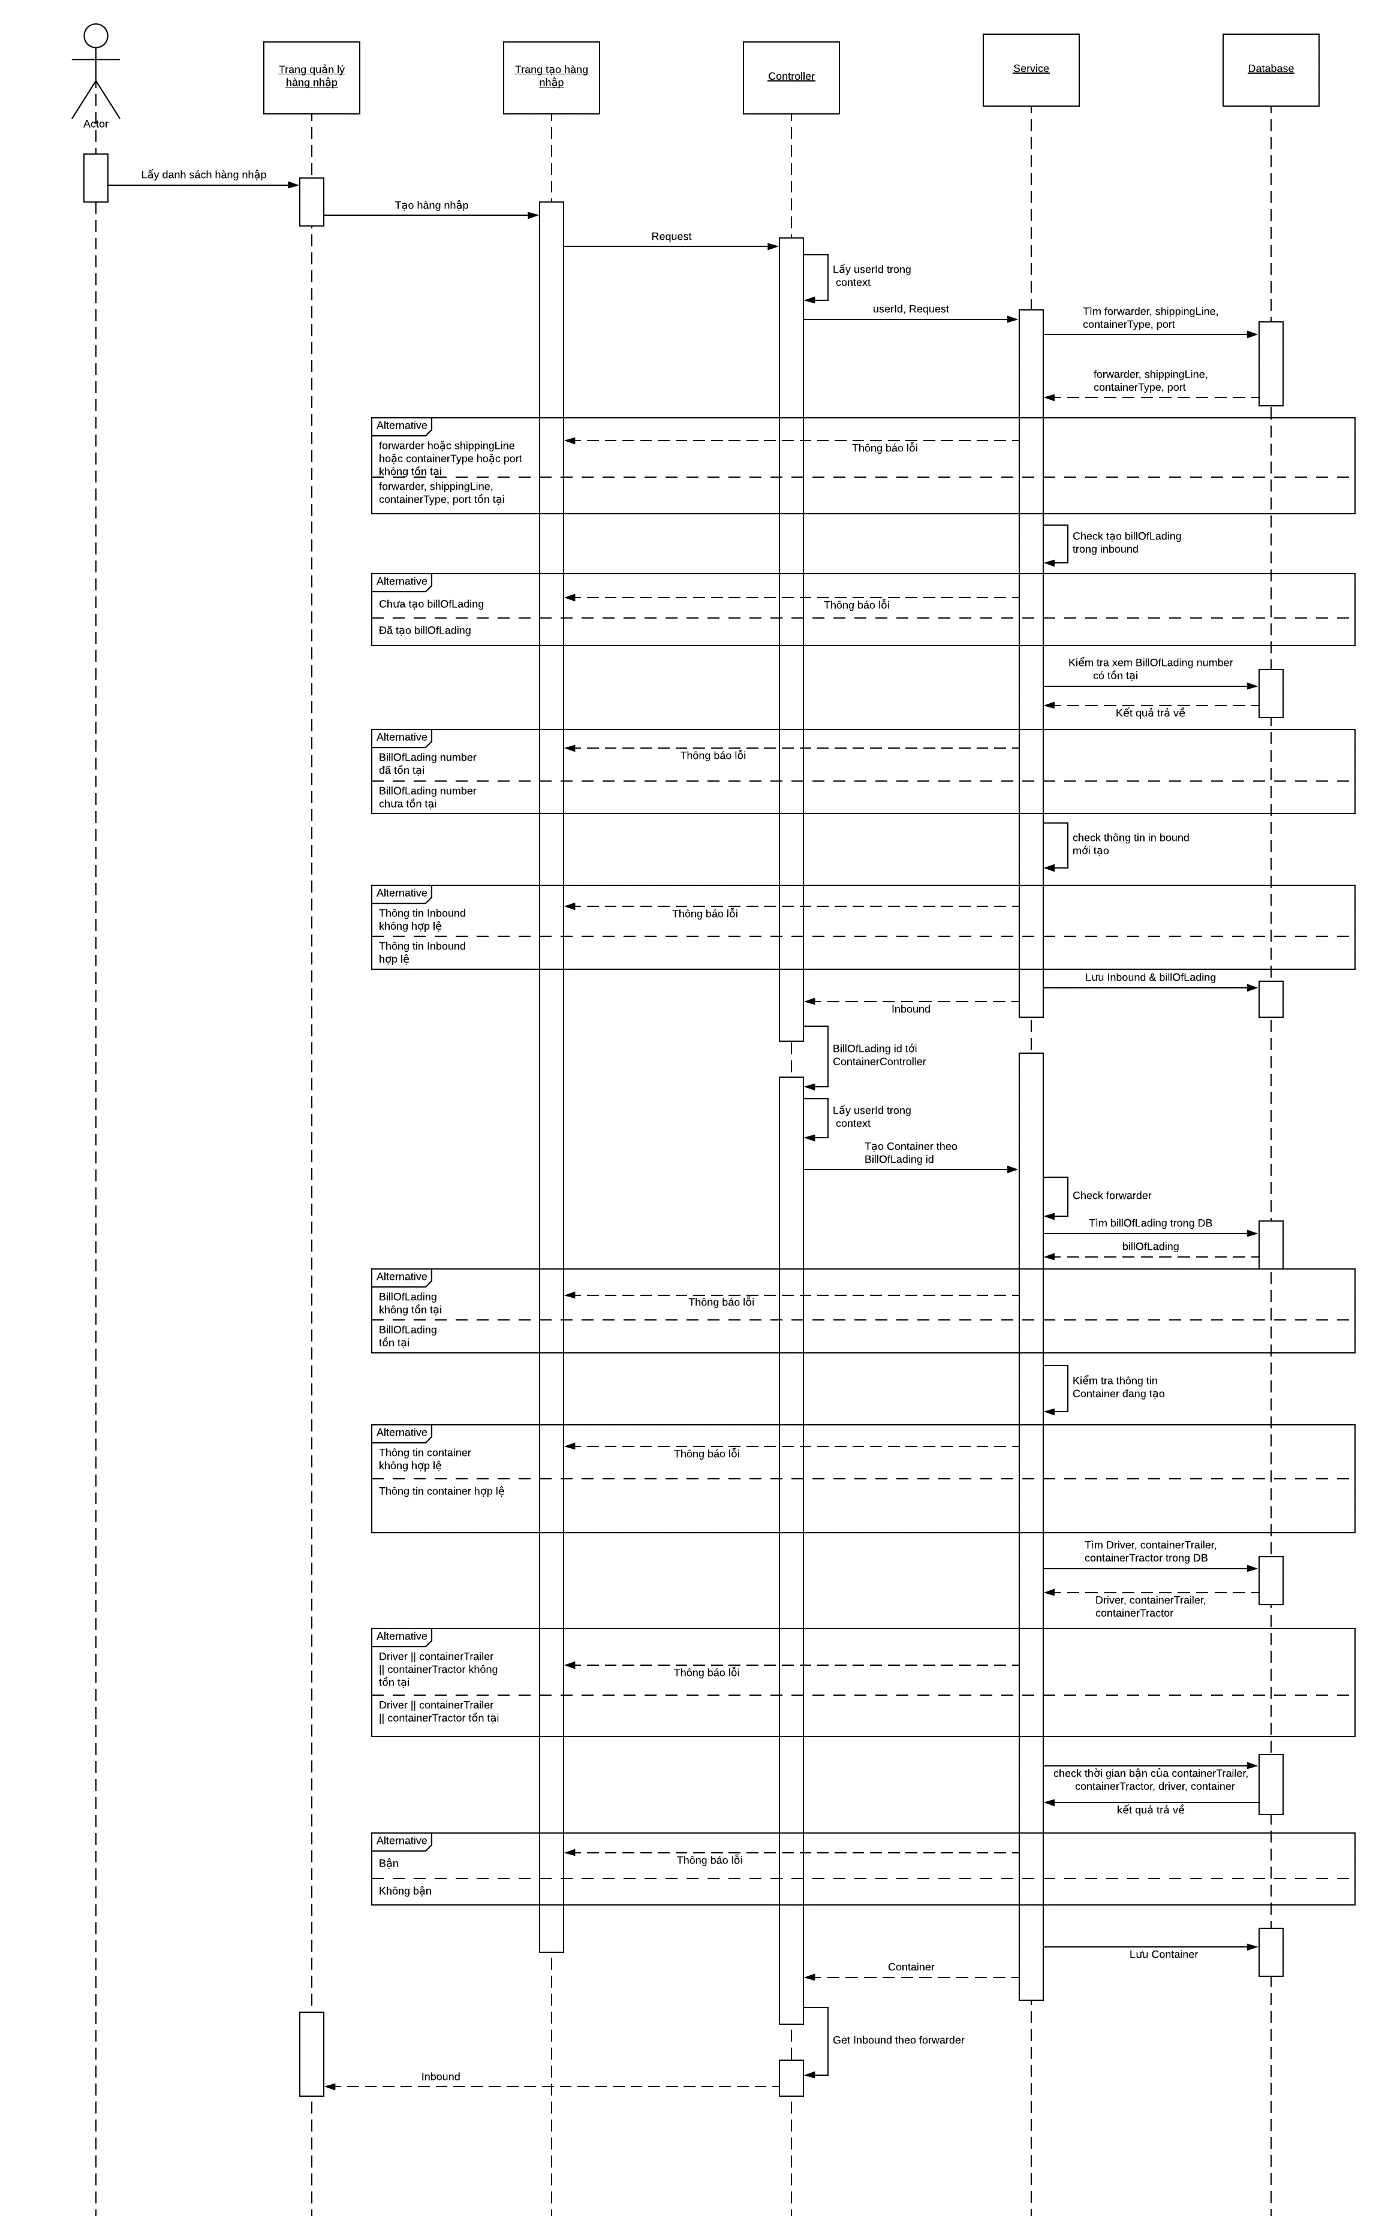 Actor
Trang quản lý
hàng nhập
Trang tạo hàng
nhập
Controller
Service
Database
Lấy danh sách hàng nhập
Tạo hàng nhập
Request
Lấy userId trong
context
userId, Request
Tìm forwarder, shippingLine,
containerType, port
forwarder, shippingLine,
containerType, port
Alternative
forwarder hoặc shippingLine
hoặc containerType hoặc port
không tồn tại
Thông báo lỗi
forwarder, shippingLine,
containerType, port tồn tại
Check tạo billOfLading
trong inbound
Alternative
Chưa tạo billOfLading
Thông báo lỗi
Đã tạo billOfLading
Kiểm tra xem BillOfLading number
có tồn tại
Kết quả trả về
Alternative
BillOfLading number
đã tồn tại
Thông báo lỗi
BillOfLading number
chưa tồn tại
check thông tin in bound
mới tạo
Alternative
Thông tin Inbound
không hợp lệ
Thông báo lỗi
Thông tin Inbound
hợp lệ
Lưu Inbound & billOfLading
Inbound
BillOfLading id tới
ContainerController
Lấy userId trong
context
Tạo Container theo
BillOfLading id
Check forwarder
Tìm billOfLading trong DB
billOfLading
Alternative
BillOfLading
không tồn tại
Thông báo lỗi
BillOfLading
tồn tại
Kiểm tra thông tin
Container đang tạo
Alternative
Thông tin container
không hợp lệ
Thông báo lỗi
Thông tin container hợp lệ
Tìm Driver, containerTrailer,
containerTractor trong DB
Driver, containerTrailer,
containerTractor
Alternative
Driver || containerTrailer
|| containerTractor không
tồn tại
Thông báo lỗi
Driver || containerTrailer
|| containerTractor tồn tại
check thời gian bận của containerTrailer,
containerTractor, driver, container
kết quả trả về
Alternative
Bận
Thông báo lỗi
Không bận
Lưu Container
Container
Get Inbound theo forwarder
Inbound